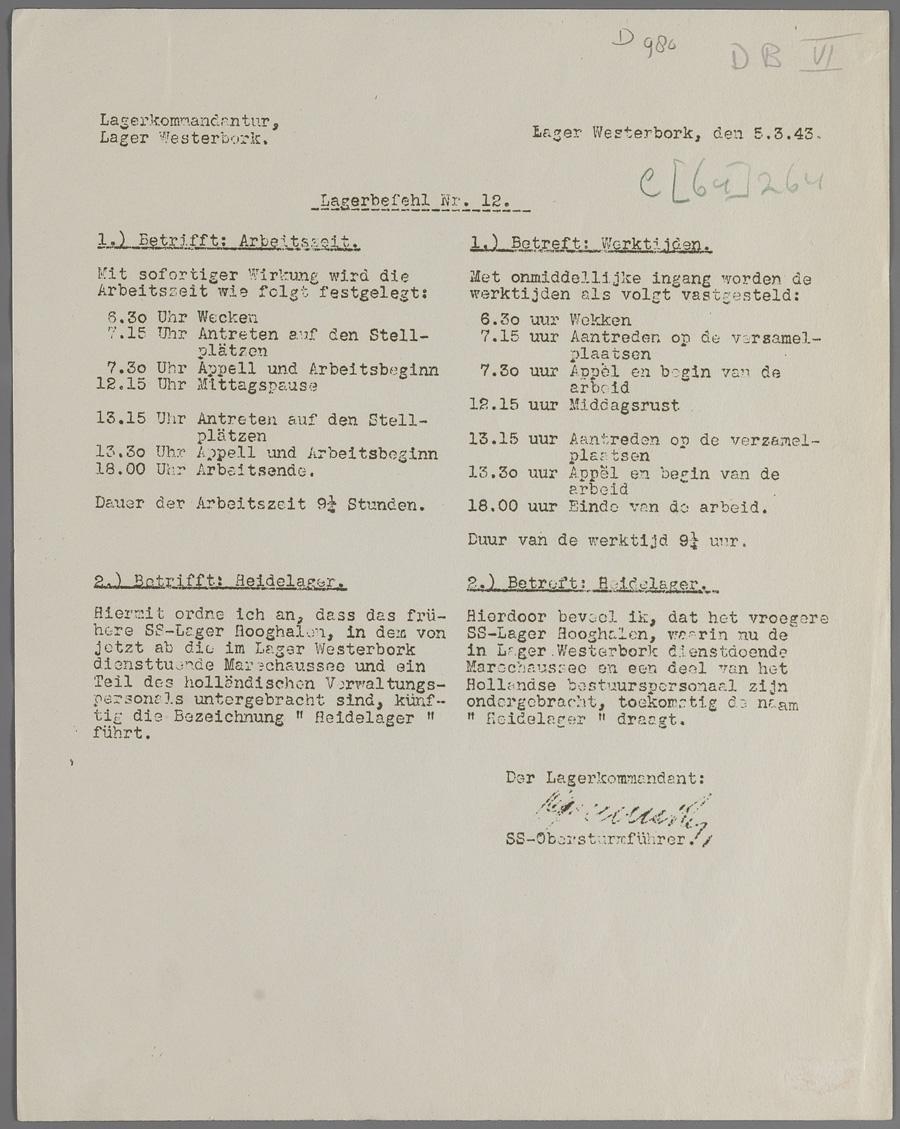 D 980
D B VI
Lagerkommandantur,
Lager Westerbork.
Lager Westerbork, den 5.3.43.
C[64]264
Lagerbefehl Nr. 12.
1.) Betrifft: Arbeitszeit.
Mit sofortiger Wirkung wird die
Arbeitszeit wie folgt festgelegt:
6.3o Uhr Wecken
7.15 Uhr Antreten auf den Stell-
plätzen
7.3o Uhr Appell und Arbeitsbeginn
12.15 Uhr Mittagspause
13.15 Uhr Antreten auf den Stell-
plätzen
13.3o Uhr Appell und Arbeitsbeginn
18.00 Uhr Arbeitsende.
Dauer der Arbeitszeit 9¼ Stunden.
2.) Betrifft: Heidelager.
Hiermit ordne ich an, dass das frü-
here SS-Lager Hooghalen, in dem von
jetzt ab die im Lager Westerbork
diensttuende Marechaussee und ein
Teil des holländischen Verwaltungs-
personals untergebracht sind, künf-
tig die Bezeichnung " Heidelager "
führt.
1.) Betreft: Werktijden.
Met onmiddellijke ingang worden de
werktijden als volgt vastgesteld:
6.3o uur Wekken
7.15 uur Aantreden op de versamel-
plaatsen
7.3o uur Appèl en begin van de
arbeid
12.15 uur Middagsrust
13.15 uur Aantreden op de verzamel-
plaatsen
13.3o uur Appèl en begin van de
arbeid
18.00 uur Einde van de arbeid.
Duur van de werktijd 9¼ uur.
2.) Betreft: Heidelager.
Hierdoor beveel ik, dat het vroegere
SS-Lager Hooghalen, waarin nu de
in Lager Westerbork dienstdoende
Marechaussee en een deel van het
Hollandse bestuurspersonaal zijn
ondergebracht, toekomstig de naam
" Heidelager " draagt.
Der Lagerkommandant:
SS-Obersturmführer.